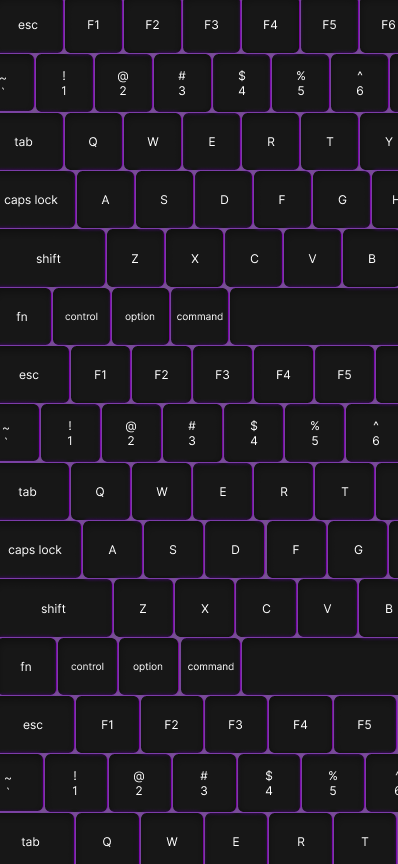 esc F1 F2 F3 F4 F5 F6
~ ! @ # $ % ^
` 1 2 3 4 5 6
tab Q W E R T Y
caps lock A S D F G H
shift Z X C V B
fn control option command
esc F1 F2 F3 F4 F5
~ ! @ # $ % ^
` 1 2 3 4 5 6
tab Q W E R T
caps lock A S D F G
shift Z X C V B
fn control option command
esc F1 F2 F3 F4 F5
~ ! @ # $ % ^
` 1 2 3 4 5 6
tab Q W E R T